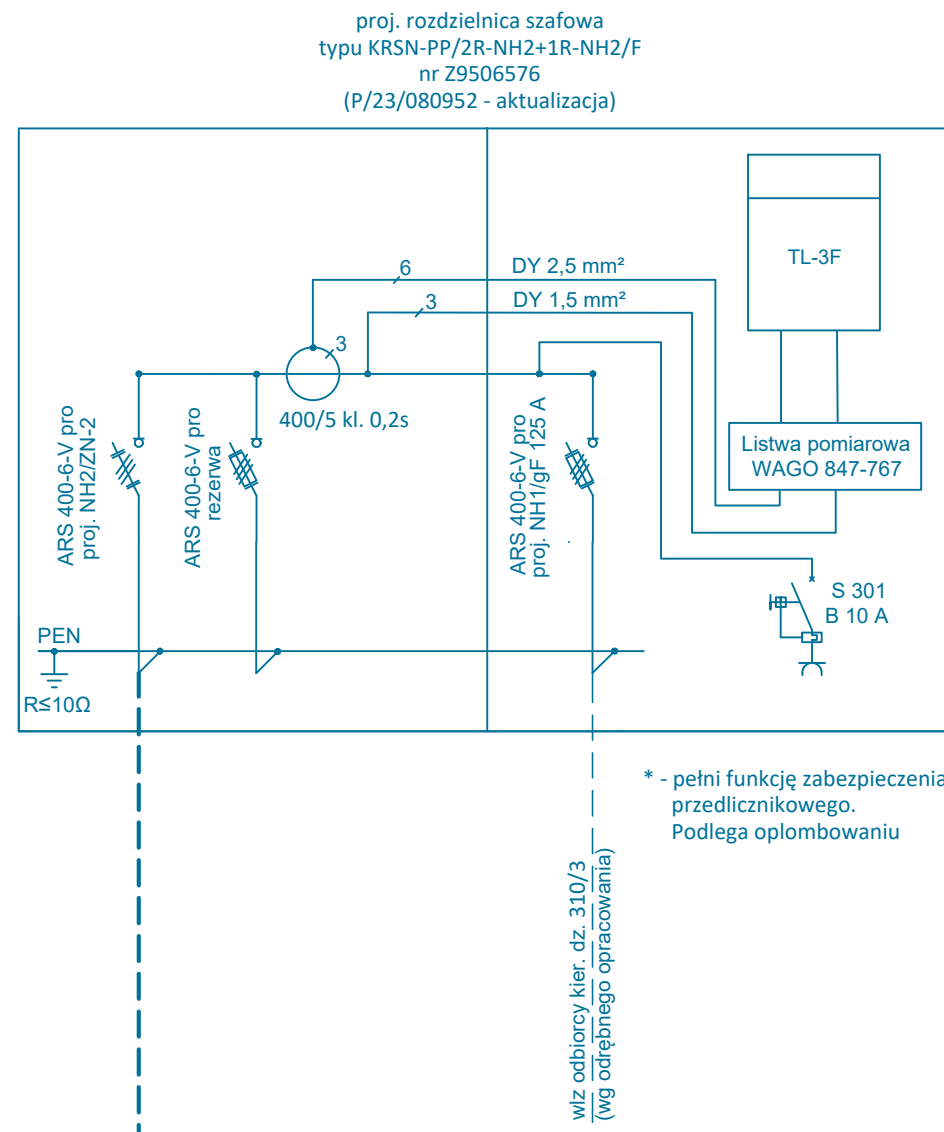 proj. rozdzielnica szafowa
typu KRSN-PP/2R-NH2+1R-NH2/F
nr Z9506576
(P/23/080952 - aktualizacja)
TL-3F
6
DY 2,5 mm²
3
DY 1,5 mm²
3
400/5 kl. 0,2s
ARS 400-6-V pro
proj. NH2/ZN-2
ARS 400-6-V pro
rezerwa
ARS 400-6-V pro
proj. NH1/gF 125 A
Listwa pomiarowa
WAGO 847-767
S 301
B 10 A
PEN
R≤10Ω
* - pełni funkcję zabezpieczenia
przedlicznikowego.
Podlega oplombowaniu
wlz odbiorcy kier. dz. 310/3
(wg odrębnego opracowania)